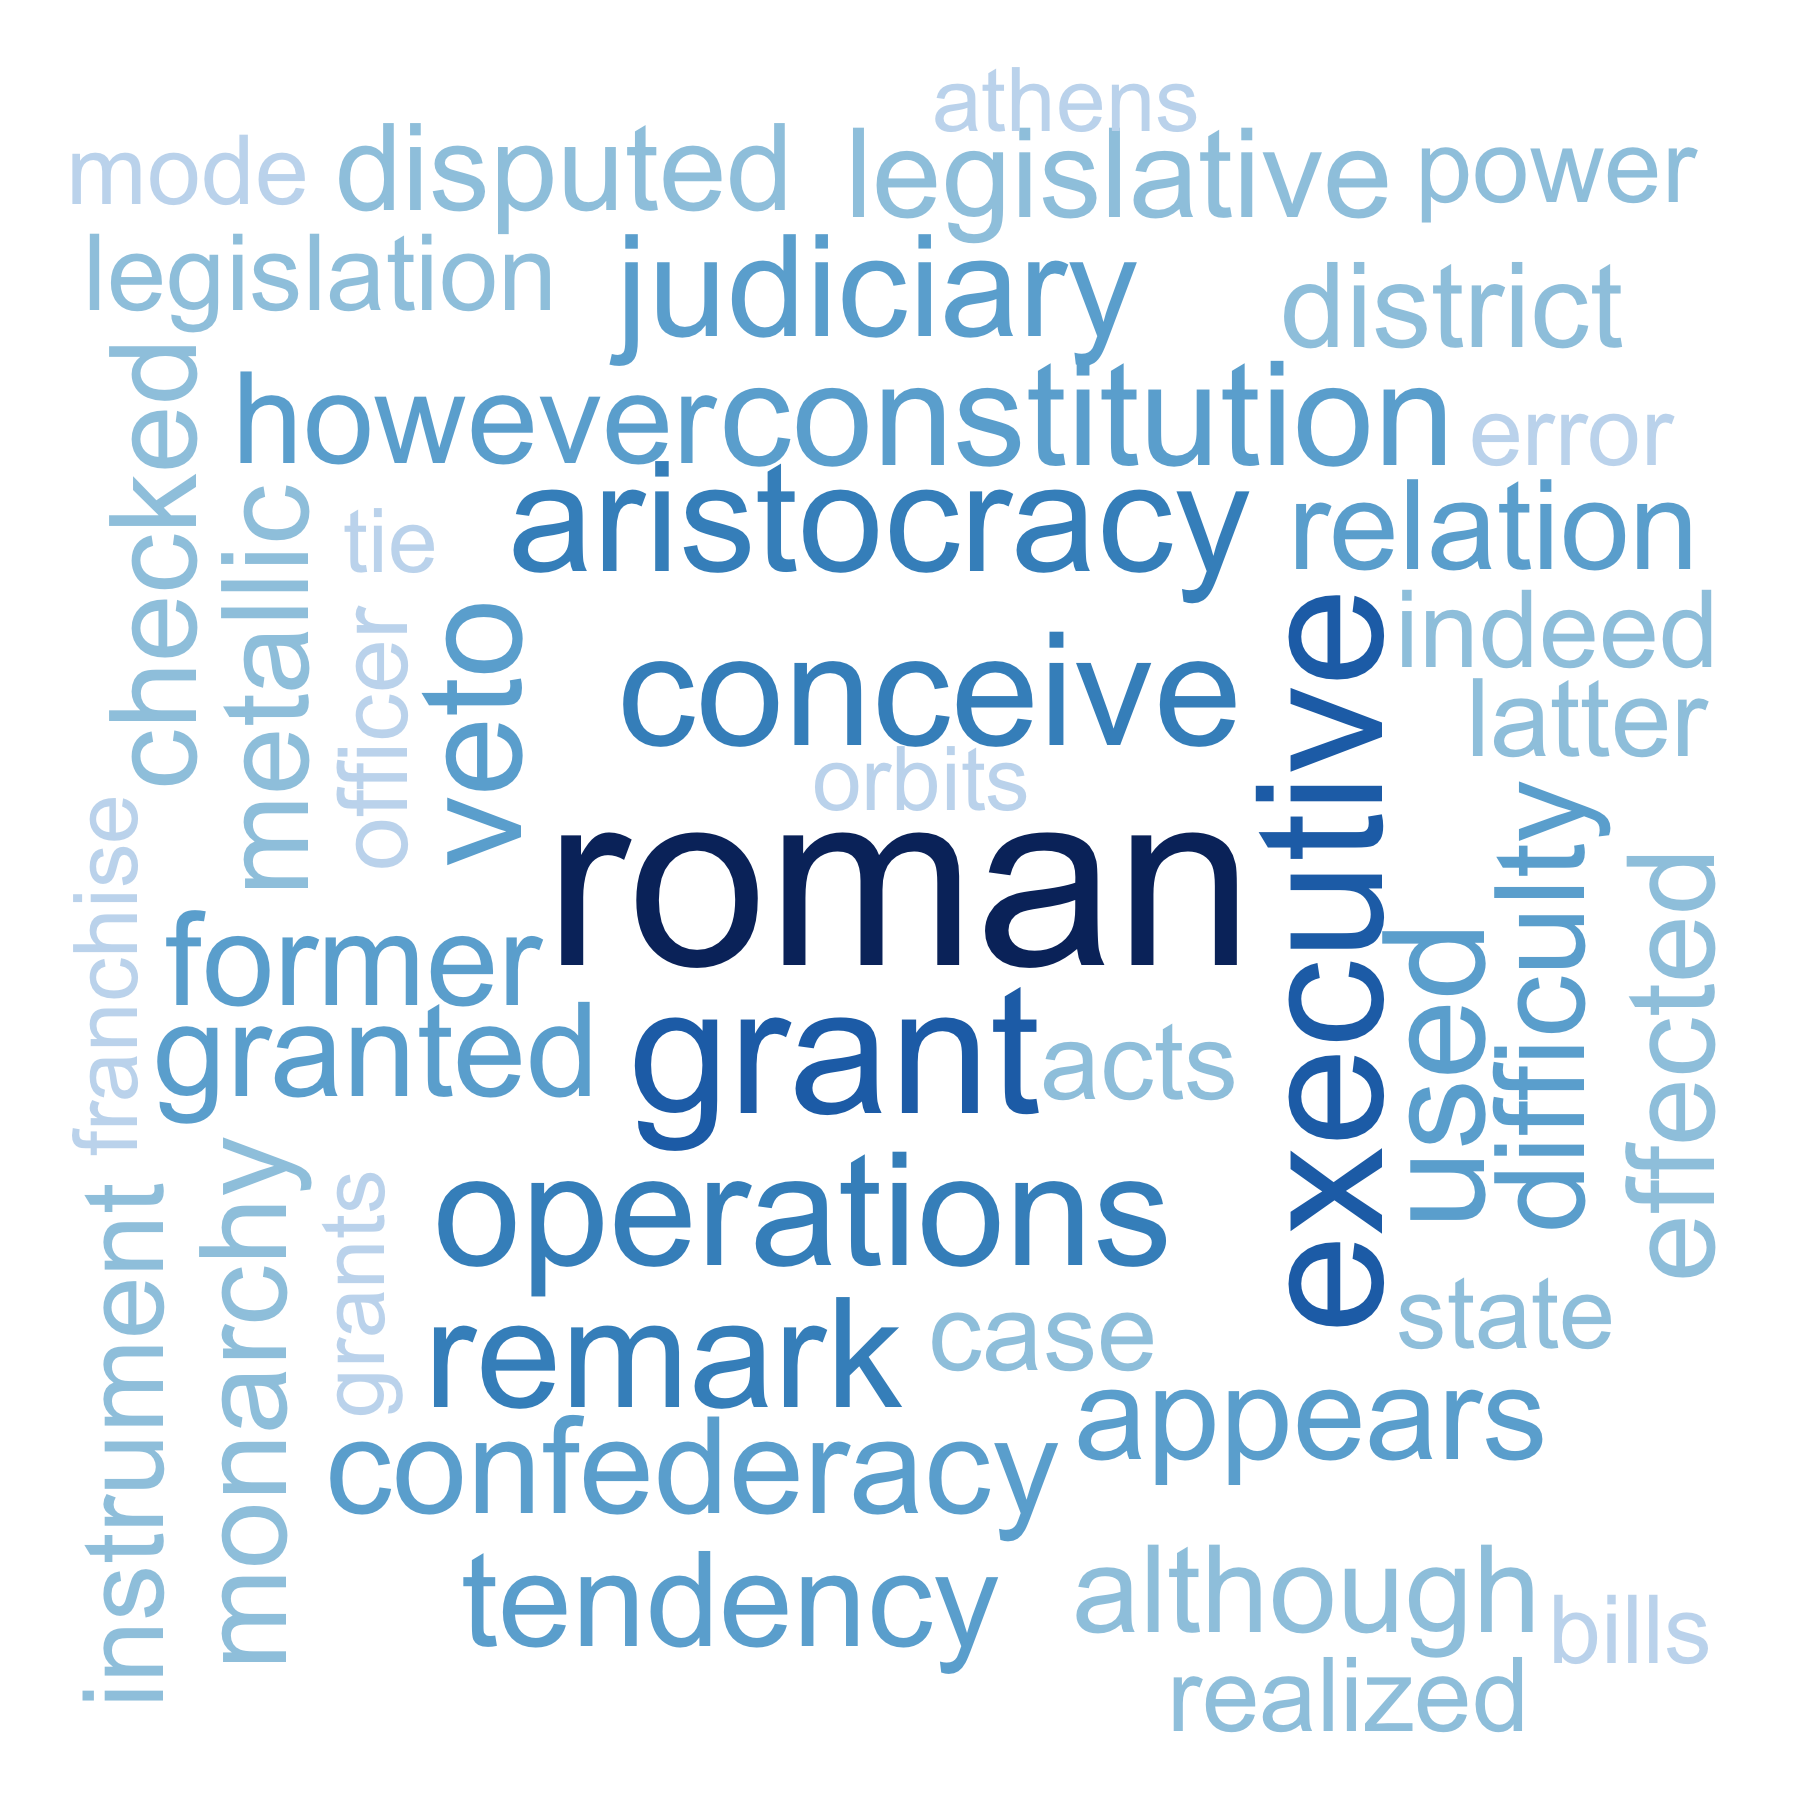 athens
mode disputed legislative power
legislation judiciary district
checked however constitution error
metallic tie aristocracy relation
officer veto conceive executive indeed
latter
orbits
franchise roman difficulty effected
former used
granted grant acts
instrument monarchy grants operations
remark case state
confederacy appears
tendency although bills
realized